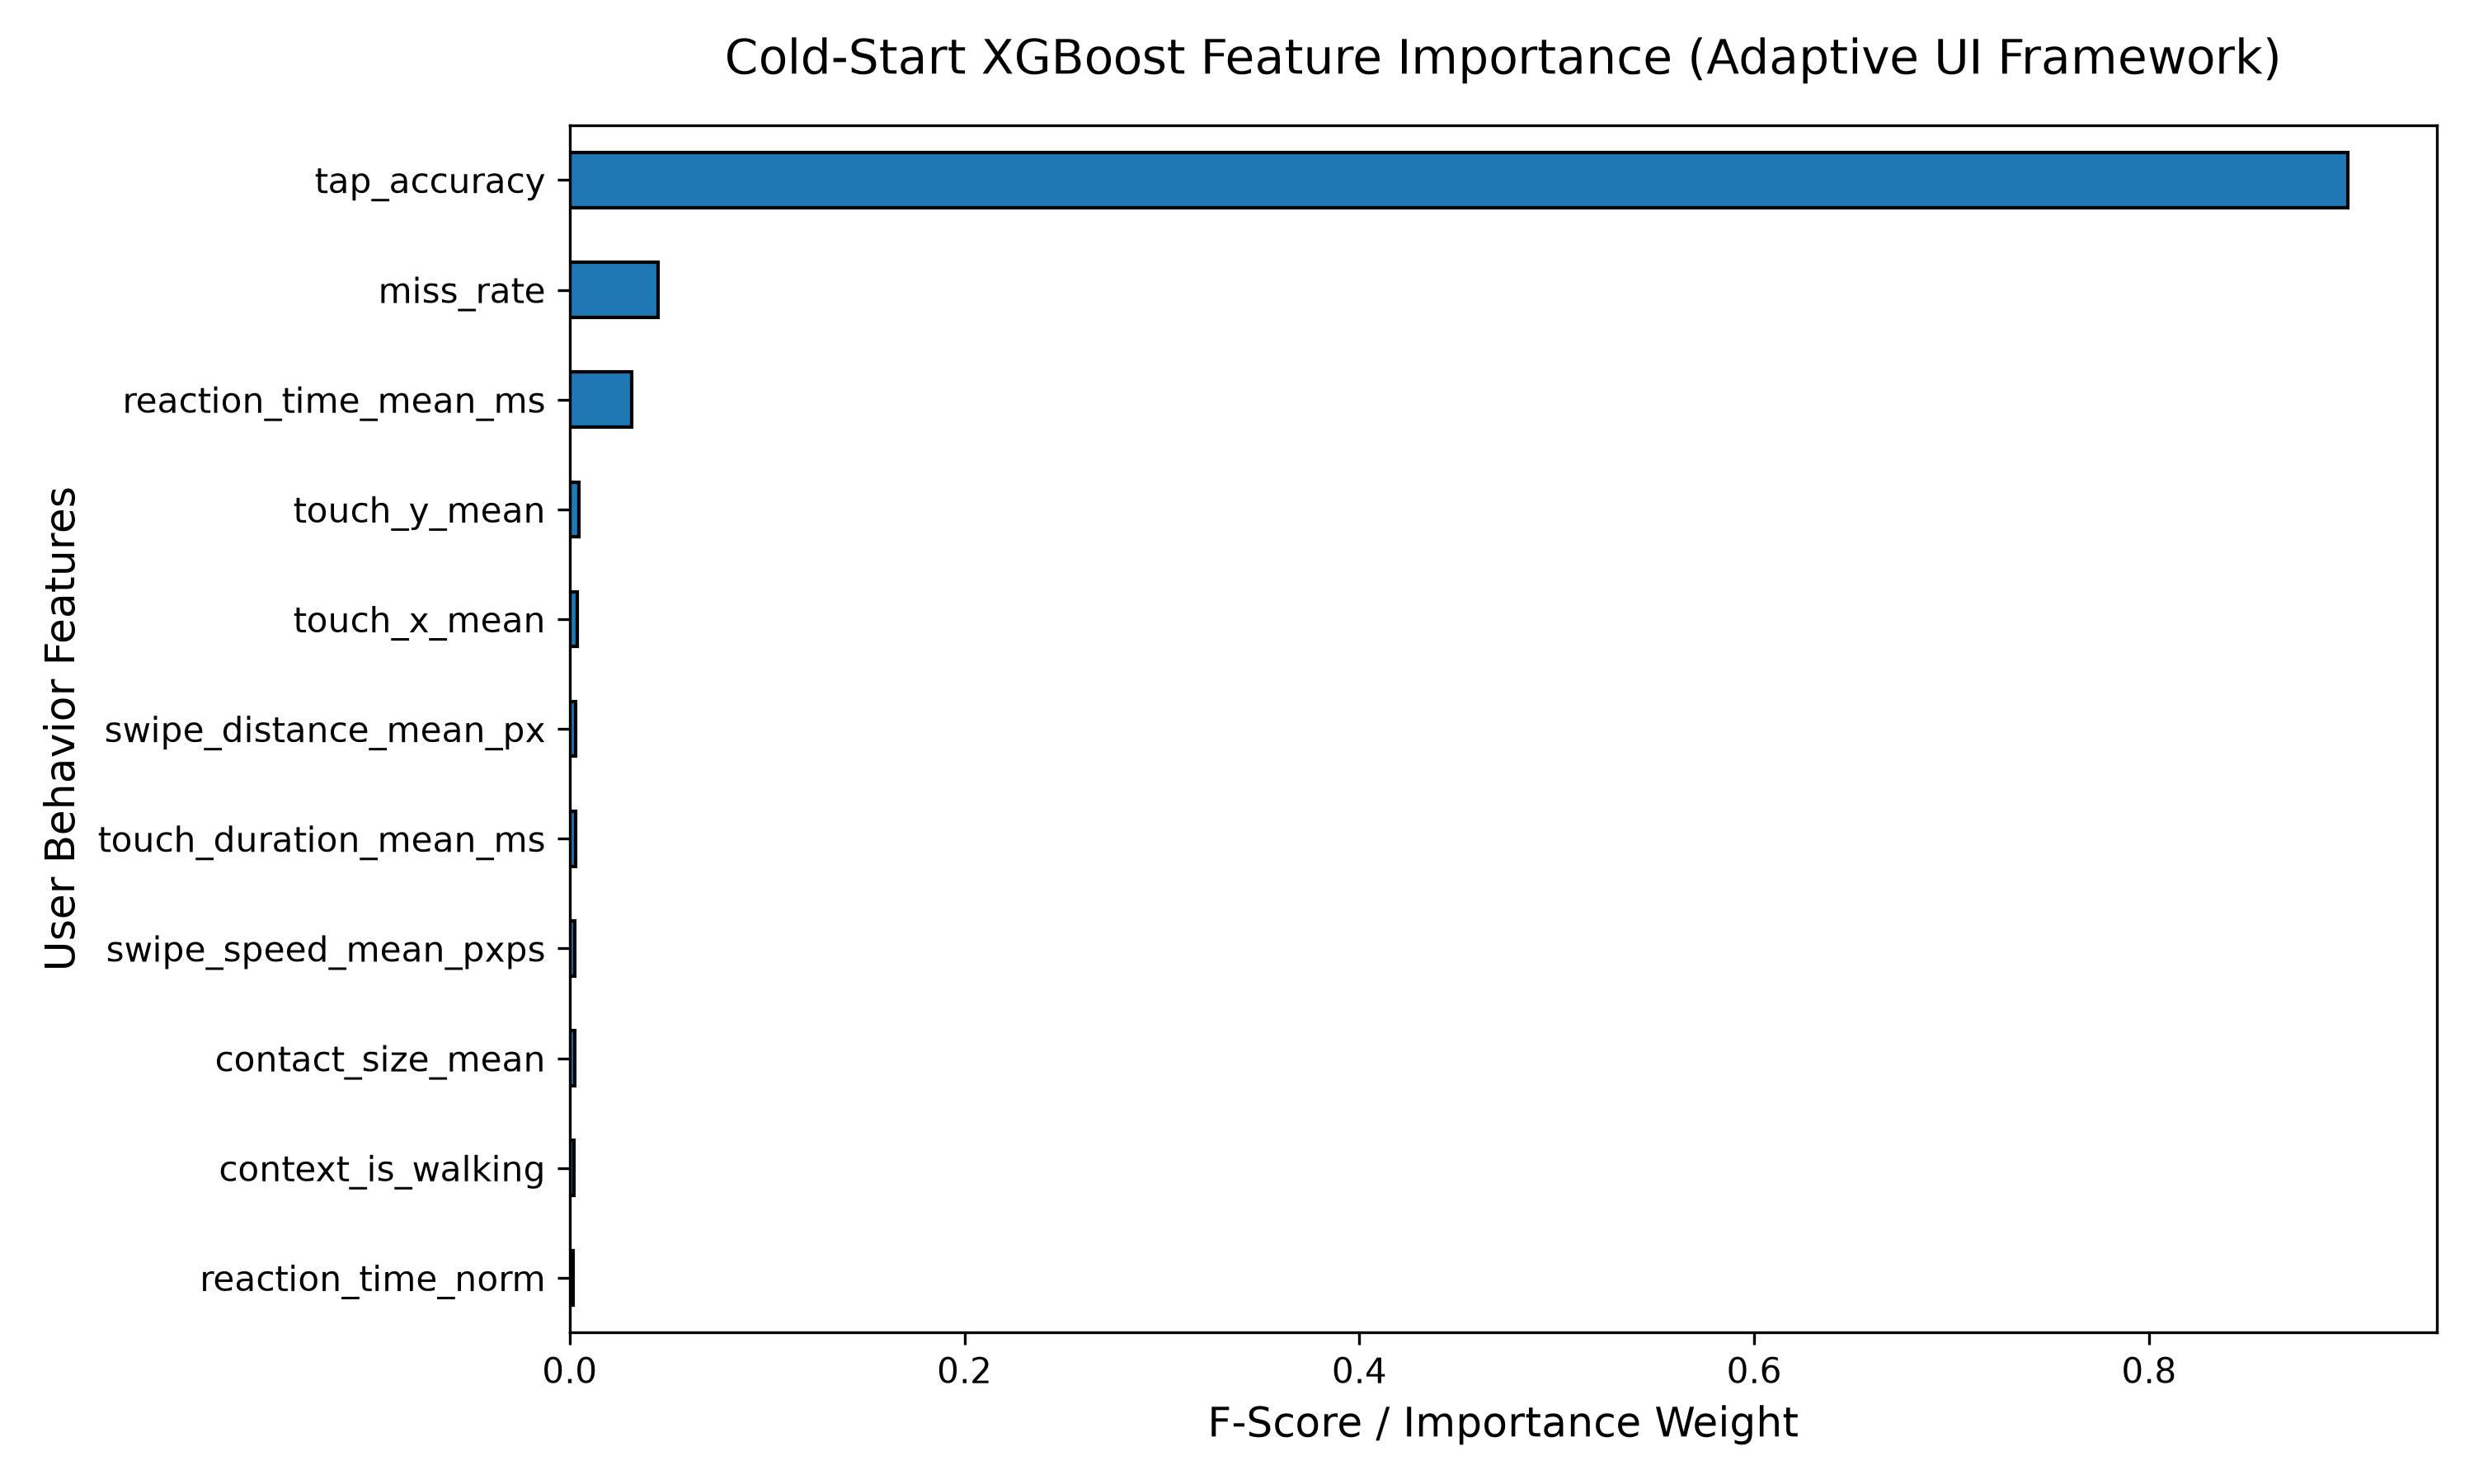 Cold-Start XGBoost Feature Importance (Adaptive UI Framework)
User Behavior Features
tap_accuracy
miss_rate
reaction_time_mean_ms
touch_y_mean
touch_x_mean
swipe_distance_mean_px
touch_duration_mean_ms
swipe_speed_mean_pxps
contact_size_mean
context_is_walking
reaction_time_norm
0.0 0.2 0.4 0.6 0.8
F-Score / Importance Weight